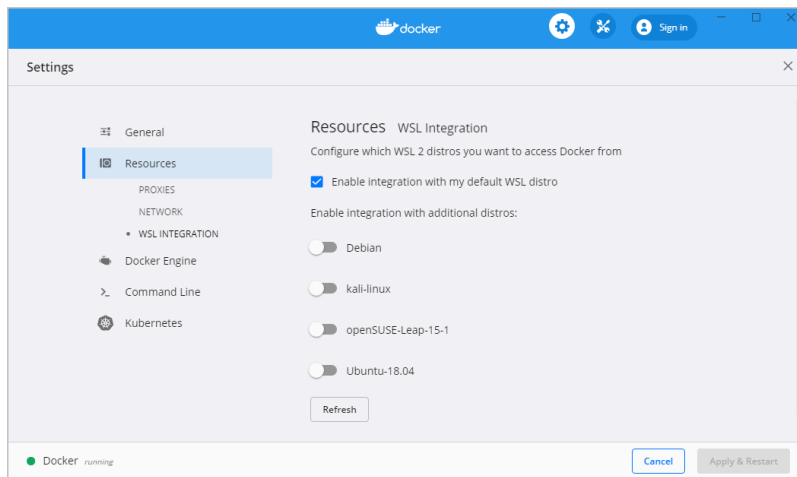 docker
Sign in
Settings
General
Resources
PROXIES
NETWORK
WSL INTEGRATION
Docker Engine
Command Line
Kubernetes
Resources WSL Integration
Configure which WSL 2 distros you want to access Docker from
Enable integration with my default WSL distro
Enable integration with additional distros:
Debian
kali-linux
openSUSE-Leap-15-1
Ubuntu-18.04
Refresh
Docker running
Cancel
Apply & Restart